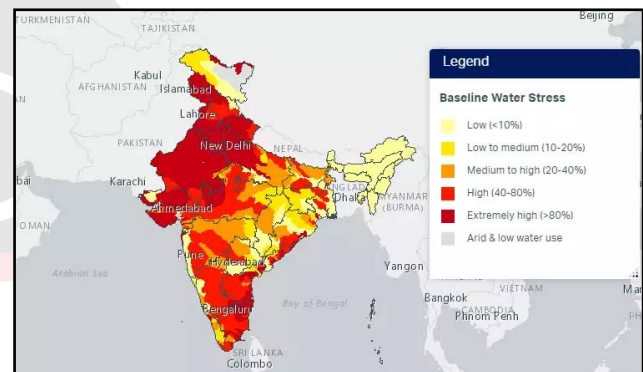 TURKMENISTAN
TAJIKISTAN
Beijing
Kabul
Islamabad
AFGHANISTAN
Lahore
New Delhi
PAKISTAN
NEPAL
Karachi
Dhaka
MYANMAR
(BURMA)
OMAN
Ahmedabad
Arabian Sea
Pune
Hyderabad
Yangon
Bay of Bengal
Bengaluru
VIETNAM
Bangkok
CAMBODIA
Phnom Penh
SRI LANKA
Colombo
Legend
Baseline Water Stress
Low (<10%)
Low to medium (10-20%)
Medium to high (20-40%)
High (40-80%)
Extremely high (>80%)
Arid & low water use